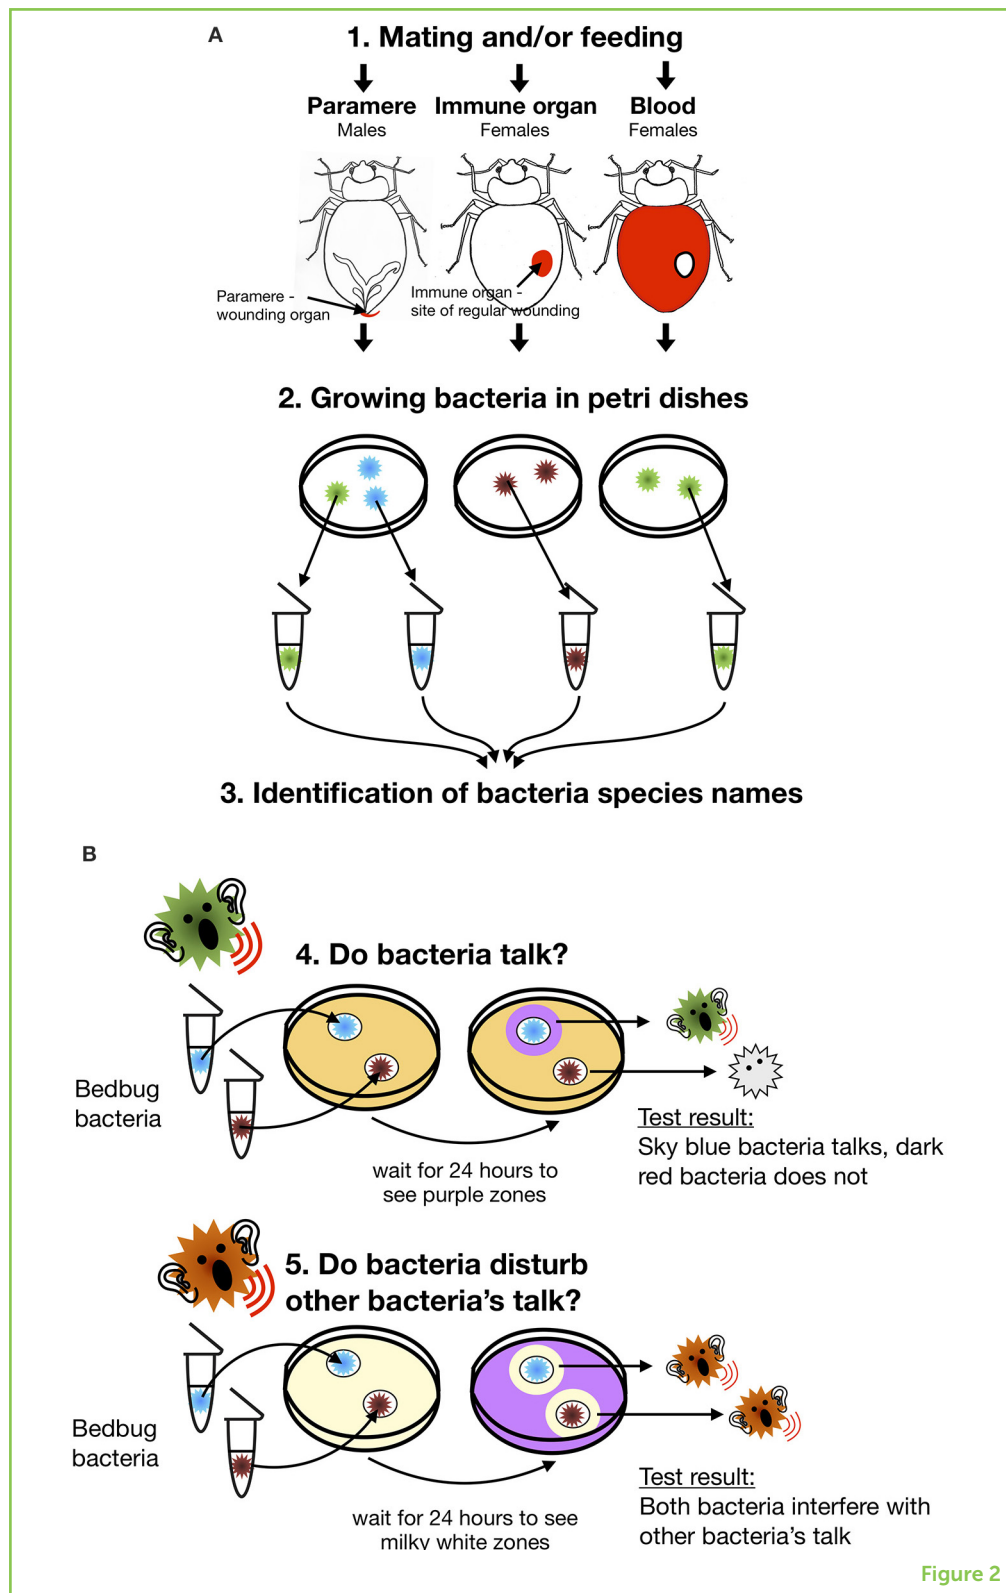 A
1. Mating and/or feeding
Paramere Immune organ Blood
Males Females Females
Paramere -
wounding organ
Immune organ -
site of regular wounding
2. Growing bacteria in petri dishes
3. Identification of bacteria species names
B
4. Do bacteria talk?
Bedbug
bacteria
wait for 24 hours to
see purple zones
Test result:
Sky blue bacteria talks, dark
red bacteria does not
5. Do bacteria disturb
other bacteria's talk?
Bedbug
bacteria
wait for 24 hours to see
milky white zones
Test result:
Both bacteria interfere with
other bacteria's talk
Figure 2